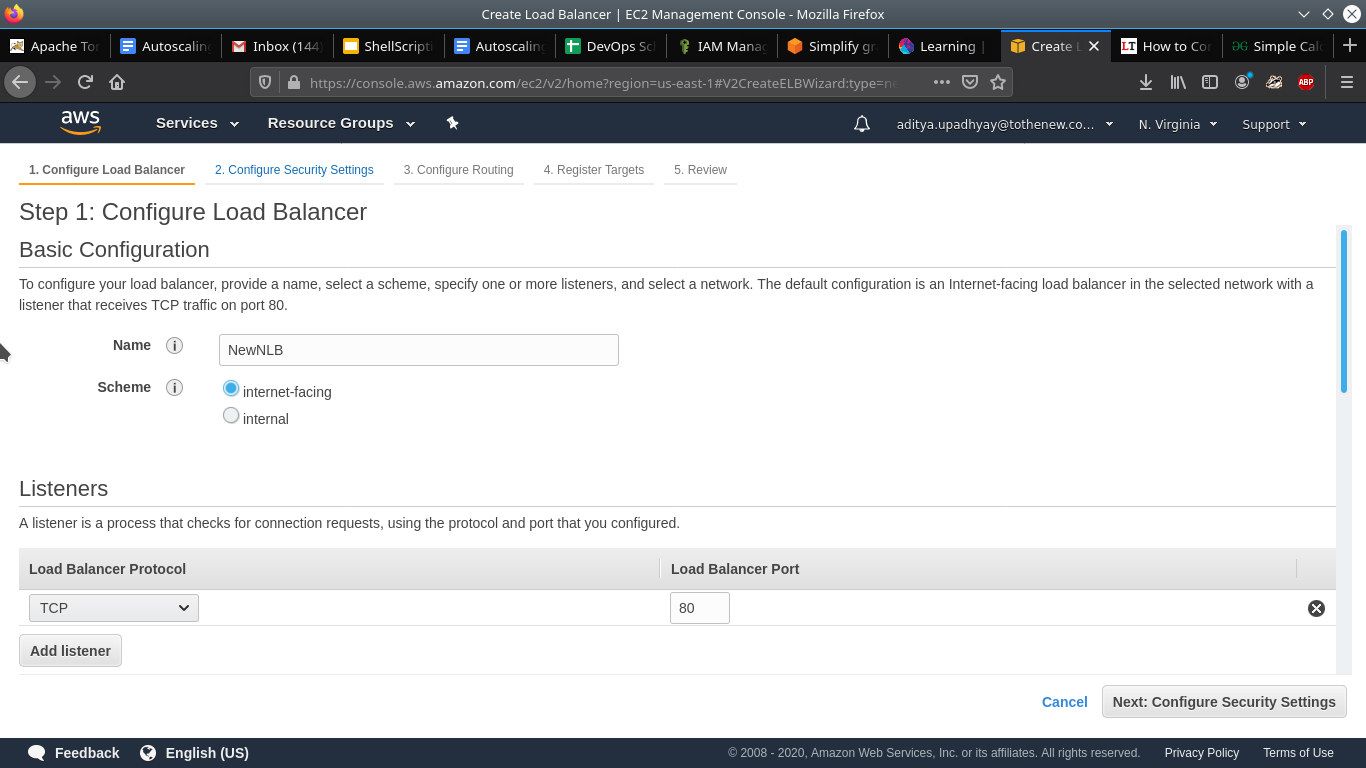 Create Load Balancer | EC2 Management Console - Mozilla Firefox
Apache To Autoscaling Inbox (144 ShellScripti Autoscaling DevOps Sc IAM Mana Simplify gr Learning | Create L How to Co Simple Cal
https://console.aws.amazon.com/ec2/v2/home?region=us-east-1#V2CreateELBWizard:type=ne
ABP
aws Services Resource Groups aditya.upadhyay@tothenew.co... N. Virginia Support
1. Configure Load Balancer 2. Configure Security Settings 3. Configure Routing 4. Register Targets 5. Review
Step 1: Configure Load Balancer
Basic Configuration
To configure your load balancer, provide a name, select a scheme, specify one or more listeners, and select a network. The default configuration is an Internet-facing load balancer in the selected network with a
listener that receives TCP traffic on port 80.
Name i NewNLB
Scheme i internet-facing
internal
Listeners
A listener is a process that checks for connection requests, using the protocol and port that you configured.
Load Balancer Protocol Load Balancer Port
TCP 80
Add listener
Cancel Next: Configure Security Settings
Feedback English (US) © 2008 - 2020, Amazon Web Services, Inc. or its affiliates. All rights reserved. Privacy Policy Terms of Use